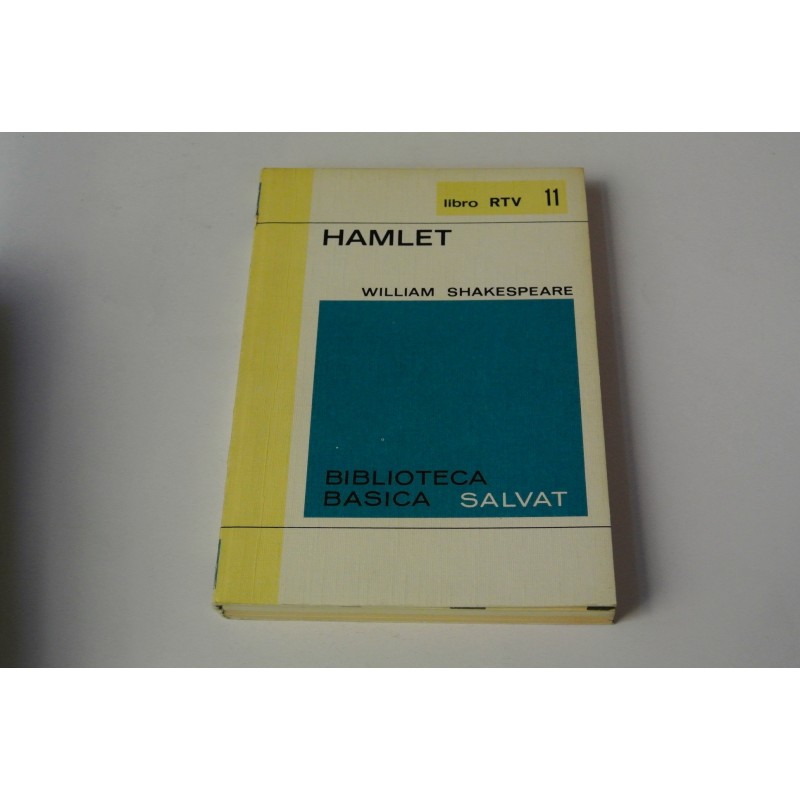 libro RTV 11
HAMLET
WILLIAM SHAKESPEARE
BIBLIOTECA
BASICA SALVAT